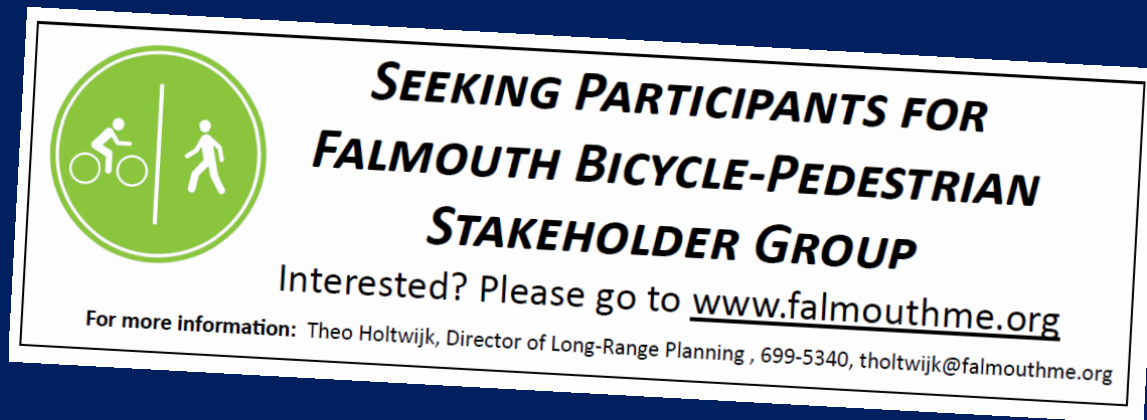 SEEKING PARTICIPANTS FOR
FALMOUTH BICYCLE-PEDESTRIAN
STAKEHOLDER GROUP
Interested? Please go to www.falmouthme.org
For more information: Theo Holtwijk, Director of Long-Range Planning , 699-5340, tholtwijk@falmouthme.org